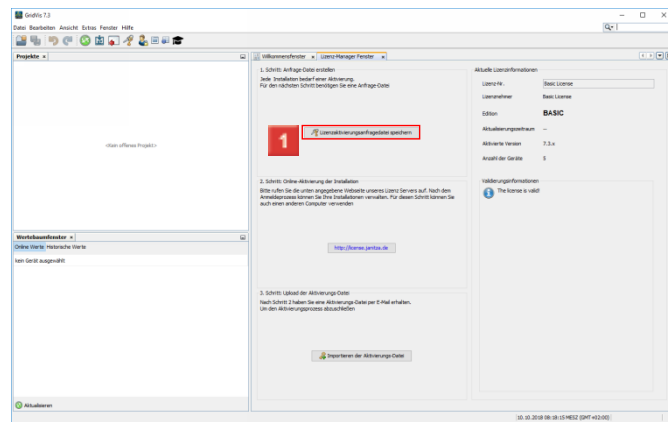 GridVis 7.3
Datei Bearbeiten Ansicht Extras Fenster Hilfe
Projekte
<Kein offenes Projekt>
Wertebaumfenster
Online Werte Historische Werte
kein Gerät ausgewählt
Aktualisieren
Willkommensfenster
Lizenz-Manager Fenster
1. Schritt: Anfrage-Datei erstellen
Jede Installation bedarf einer Aktivierung.
Für den nächsten Schritt benötigen Sie eine Anfrage-Datei
1
Lizenzaktivierungsanfragedatei speichern
2. Schritt: Online-Aktivierung der Installation
Bitte rufen Sie die unten angegebene Webseite unseres Lizenz Servers auf. Nach dem
Anmeldeprozess können Sie Ihre Installationen verwalten. Für diesen Schritt können Sie
auch einen anderen Computer verwenden
http://license.janitza.de
3. Schritt: Upload der Aktivierungs-Datei
Nach Schritt 2 haben Sie eine Aktivierungs-Datei per E-Mail erhalten.
Um den Aktivierungsprozess abzuschließen
Importieren der Aktivierungs-Datei
Aktuelle Lizenzinformationen
Lizenz-Nr. Basic License
Lizenznehmer Basic License
Edition BASIC
Aktualisierungszeitraum --
Aktivierte Version 7.3.x
Anzahl der Geräte 5
Validierungsinformationen
The license is valid!
10.10.2018 08:18:15 MESZ (GMT +02:00)